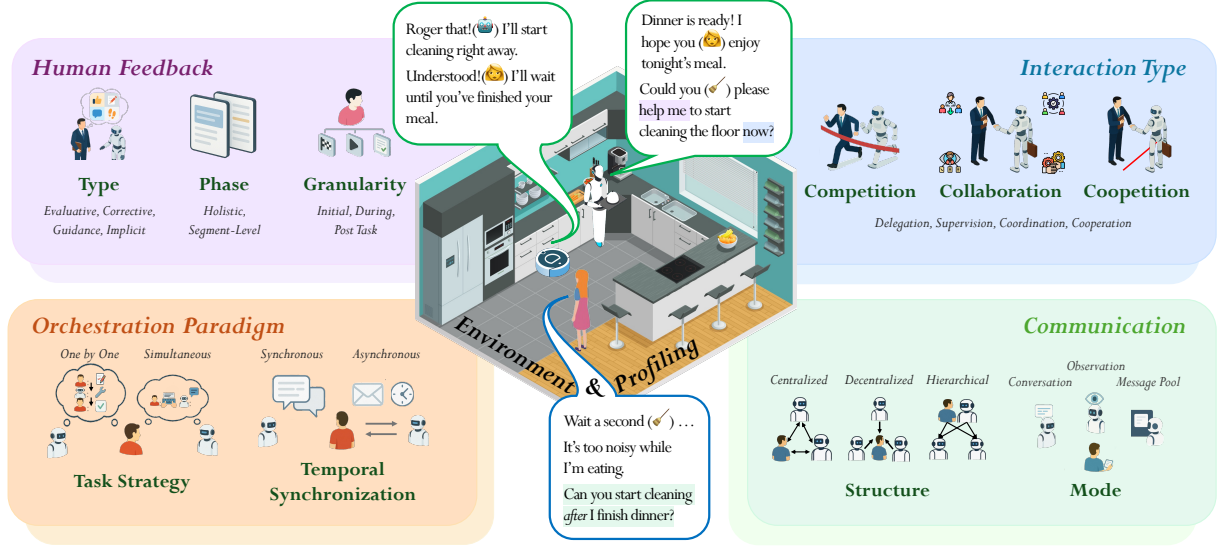 Human Feedback
Type
Evaluative, Corrective,
Guidance, Implicit
Phase
Holistic,
Segment-Level
Granularity
Initial, During,
Post Task
Roger that!(🤖) I'll start
cleaning right away.
Understood!(👩) I'll wait
until you've finished your
meal.
Dinner is ready! I
hope you (👩) enjoy
tonight's meal.
Could you (🧹) please
help me to start
cleaning the floor now?
Interaction Type
Competition
Collaboration
Coopetition
Delegation, Supervision, Coordination, Cooperation
Orchestration Paradigm
One by One
Simultaneous
Task Strategy
Synchronous
Asynchronous
Temporal
Synchronization
Environment & Profiling
Wait a second (🧹) …
It's too noisy while
I'm eating.
Can you start cleaning
after I finish dinner?
Communication
Centralized
Decentralized
Hierarchical
Structure
Observation
Conversation
Message Pool
Mode